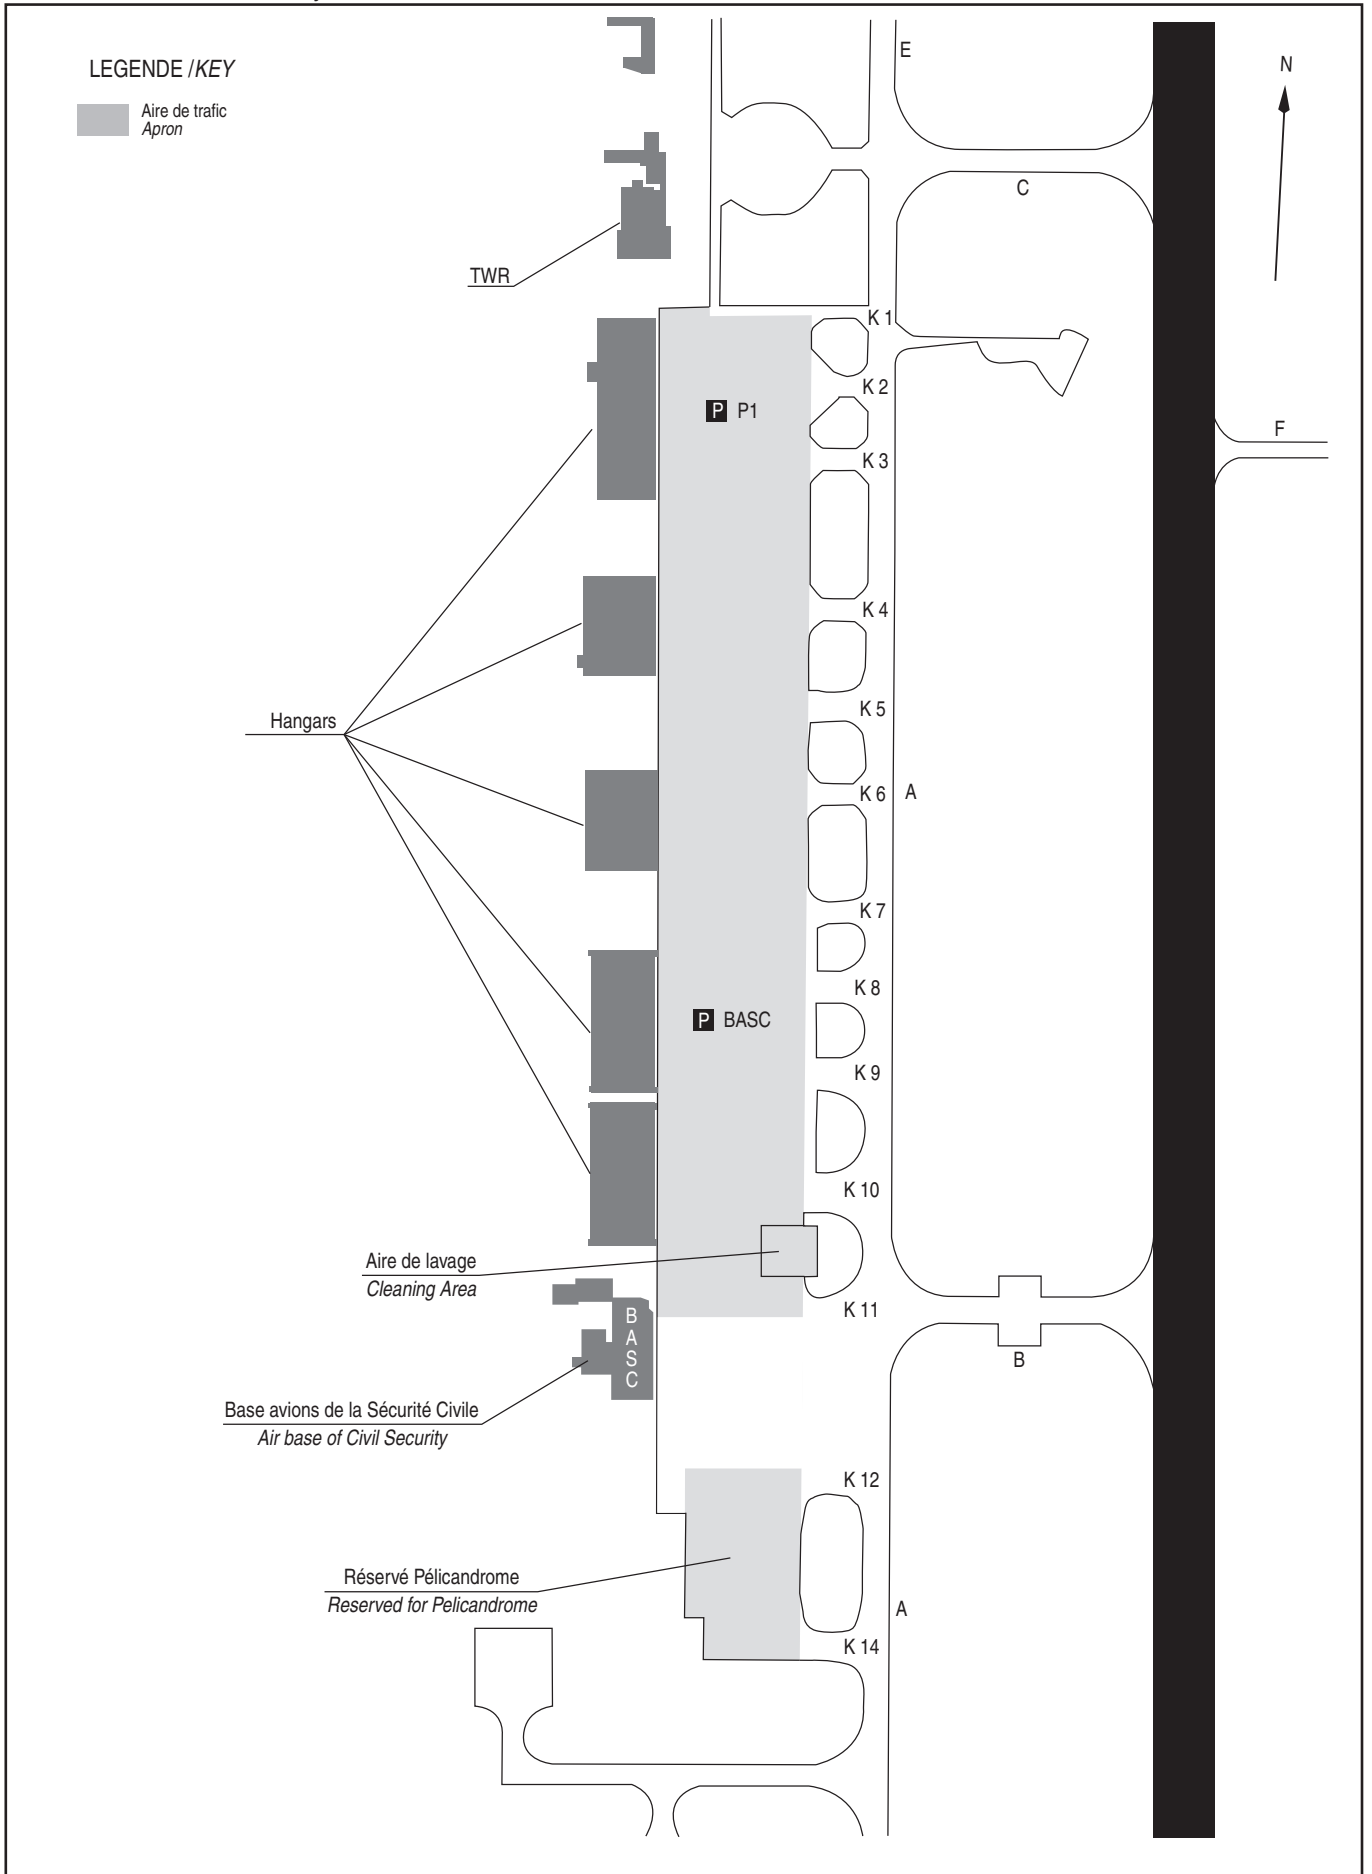 LEGENDE /KEY
Aire de trafic
Apron
E
N
C
TWR
K 1
K 2
P P1
F
K 3
K 4
K 5
Hangars
K 6
A
K 7
K 8
P BASC
K 9
K 10
Aire de lavage
Cleaning Area
K 11
B
A
S
C
B
Base avions de la Sécurité Civile
Air base of Civil Security
K 12
Réservé Pélicandrome
Reserved for Pelicandrome
A
K 14